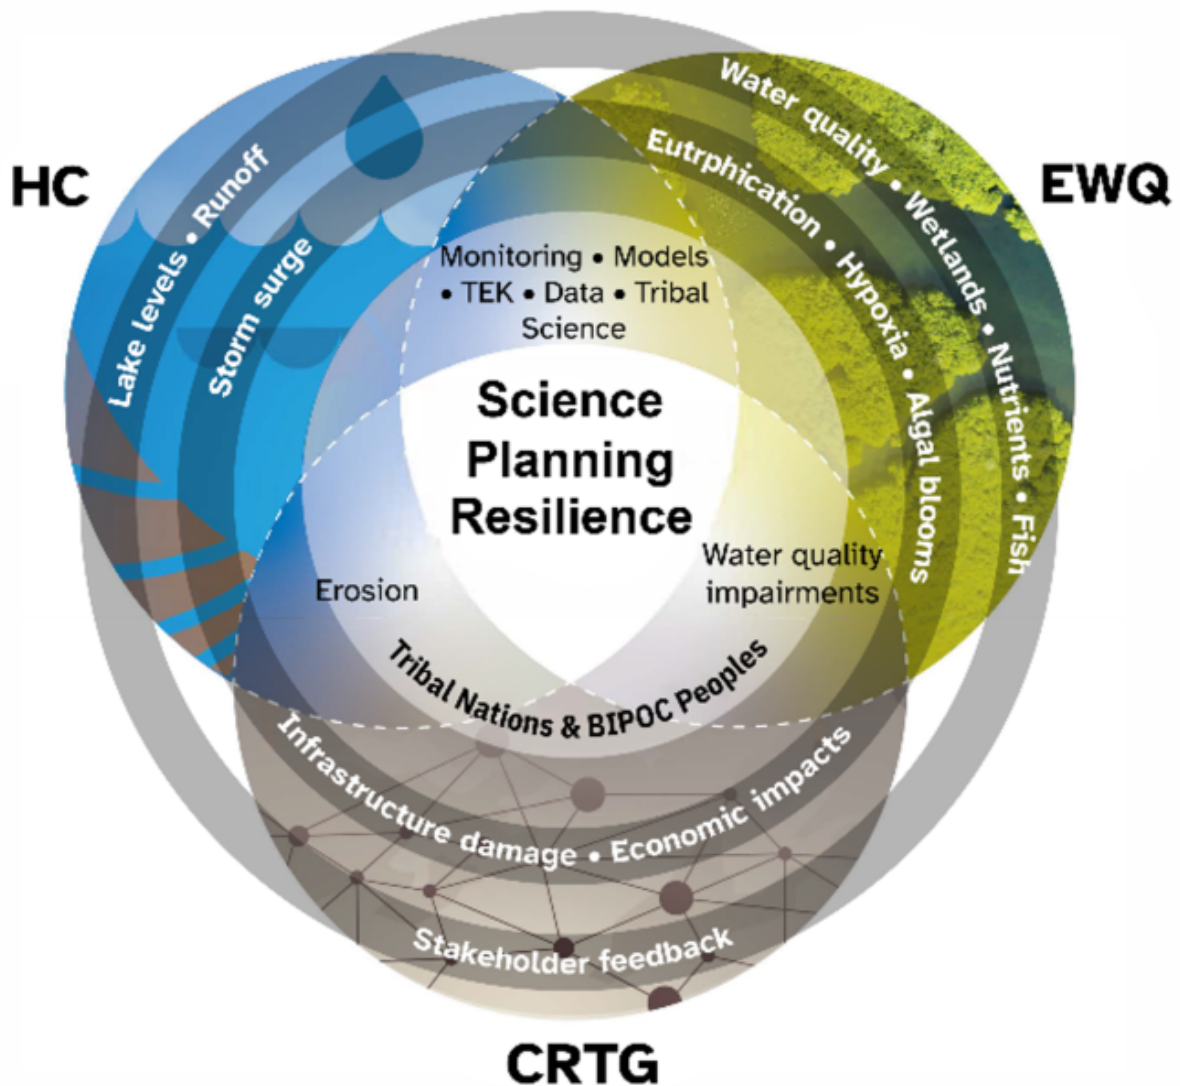 HC
EWQ
Lake levels • Runoff
Storm surge
Water quality • Wetlands • Nutrients • Fish
Eutrphication • Hypoxia • Algal blooms
Monitoring • Models
• TEK • Data • Tribal
Science
Science
Planning
Resilience
Erosion
Water quality
impairments
Tribal Nations & BIPOC Peoples
Infrastructure damage • Economic impacts
Stakeholder feedback
CRTG